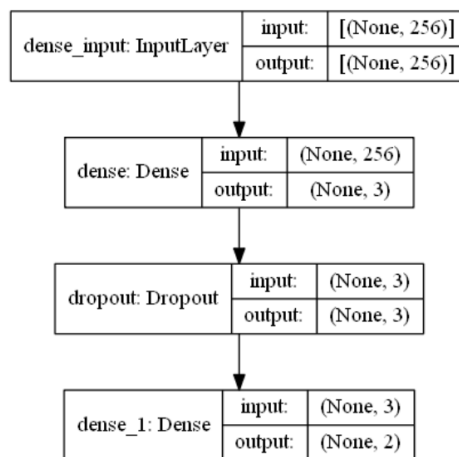 dense_input: InputLayer
input: [(None, 256)]
output: [(None, 256)]
dense: Dense
input: (None, 256)
output: (None, 3)
dropout: Dropout
input: (None, 3)
output: (None, 3)
dense_1: Dense
input: (None, 3)
output: (None, 2)